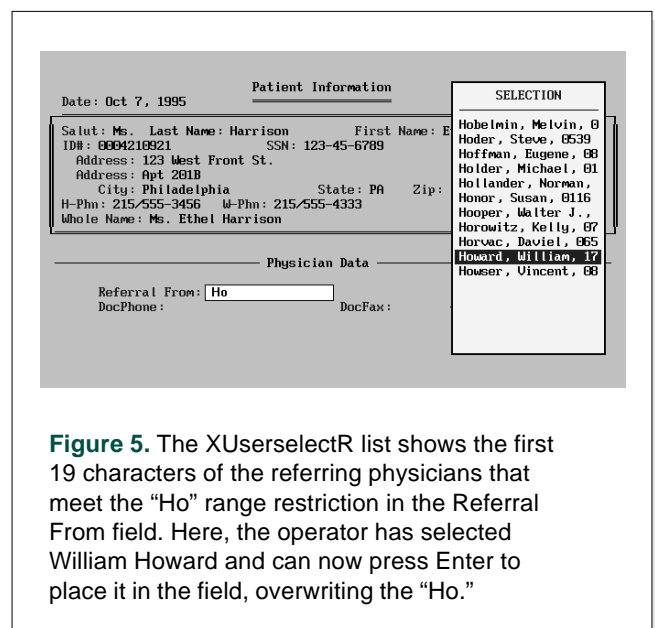 Patient Information
Date: Oct 7, 1995
Salut: Ms. Last Name: Harrison First Name: E
ID#: 0004210921 SSN: 123-45-6789
Address: 123 West Front St.
Address: Apt 201B
City: Philadelphia State: PA Zip:
H-Phn: 215/555-3456 W-Phn: 215/555-4333
Whole Name: Ms. Ethel Harrison
Physician Data
Referral From: Ho
DocPhone: DocFax:
SELECTION
Hobelmin, Melvin, 0
Hoder, Steve, 0539
Hoffman, Eugene, 08
Holder, Michael, 01
Hollander, Norman,
Honor, Susan, 0116
Hooper, Walter J.,
Horowitz, Kelly, 07
Horvac, Daviel, 065
Howard, William, 17
Howser, Vincent, 08
Figure 5. The XUserselectR list shows the first
19 characters of the referring physicians that
meet the “Ho” range restriction in the Referral
From field. Here, the operator has selected
William Howard and can now press Enter to
place it in the field, overwriting the “Ho.”